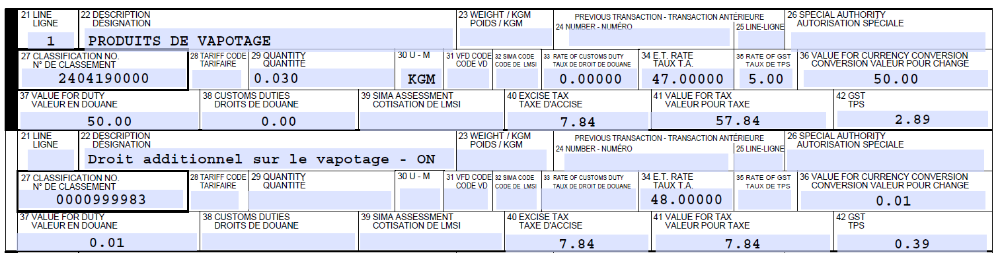 21 LINE LIGNE 22 DESCRIPTION DÉSIGNATION 23 WEIGHT / KGM POIDS / KGM PREVIOUS TRANSACTION - TRANSACTION ANTÉRIEURE 24 NUMBER - NUMÉRO 25 LINE-LIGNE 26 SPECIAL AUTHORITY AUTORISATION SPÉCIALE
1 PRODUITS DE VAPOTAGE
27 CLASSIFICATION NO. N° DE CLASSEMENT 28 TARIFF CODE TARIFAIRE 29 QUANTITY QUANTITÉ 30 U - M 31 VFD CODE CODE VD 32 SIMA CODE CODE DE LMSI 33 RATE OF CUSTOMS DUTY TAUX DE DROIT DE DOUANE 34 E.T. RATE TAUX T.A. 35 RATE OF GST TAUX DE TPS 36 VALUE FOR CURRENCY CONVERSION CONVERSION VALEUR POUR CHANGE
2404190000 0.030 KGM 0.00000 47.00000 5.00 50.00
37 VALUE FOR DUTY VALEUR EN DOUANE 38 CUSTOMS DUTIES DROITS DE DOUANE 39 SIMA ASSESSMENT COTISATION DE LMSI 40 EXCISE TAX TAXE D'ACCISE 41 VALUE FOR TAX VALEUR POUR TAXE 42 GST TPS
50.00 0.00 7.84 57.84 2.89
21 LINE LIGNE 22 DESCRIPTION DÉSIGNATION 23 WEIGHT / KGM POIDS / KGM PREVIOUS TRANSACTION - TRANSACTION ANTÉRIEURE 24 NUMBER - NUMÉRO 25 LINE-LIGNE 26 SPECIAL AUTHORITY AUTORISATION SPÉCIALE
Droit additionnel sur le vapotage - ON
27 CLASSIFICATION NO. N° DE CLASSEMENT 28 TARIFF CODE TARIFAIRE 29 QUANTITY QUANTITÉ 30 U - M 31 VFD CODE CODE VD 32 SIMA CODE CODE DE LMSI 33 RATE OF CUSTOMS DUTY TAUX DE DROIT DE DOUANE 34 E.T. RATE TAUX T.A. 35 RATE OF GST TAUX DE TPS 36 VALUE FOR CURRENCY CONVERSION CONVERSION VALEUR POUR CHANGE
0000999983 48.00000 0.01
37 VALUE FOR DUTY VALEUR EN DOUANE 38 CUSTOMS DUTIES DROITS DE DOUANE 39 SIMA ASSESSMENT COTISATION DE LMSI 40 EXCISE TAX TAXE D'ACCISE 41 VALUE FOR TAX VALEUR POUR TAXE 42 GST TPS
0.01 7.84 7.84 0.39